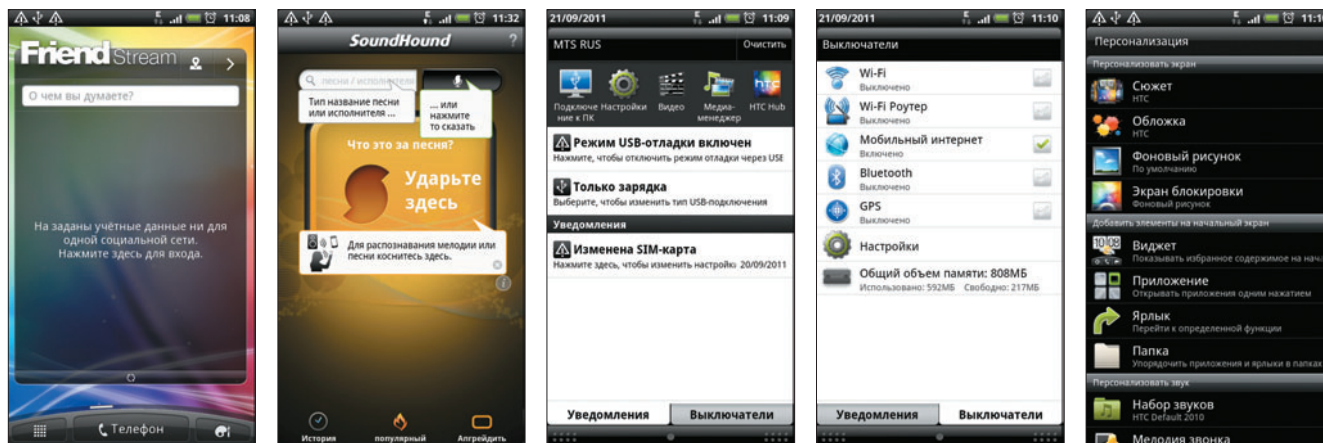 11:08
Friend Stream
О чем вы думаете?
На заданы учётные данные ни для
одной социальной сети.
Нажмите здесь для входа.
Телефон
11:32
SoundHound
?
песни / исполнителе
Тип название песни
или исполнителя ...
... или
нажмите
то сказать
Что это за песня?
Ударьте
здесь
Для распознавания мелодии или
песни коснитесь здесь.
История
популярный
Апгрейдить
21/09/2011
11:09
MTS RUS
Очистить
Подключе
ние к ПК
Настройки
Видео
Медиа-
менеджер
HTC Hub
Режим USB-отладки включен
Нажмите, чтобы отключить режим отладки через USB
Только зарядка
Выберите, чтобы изменить тип USB-подключения
Уведомления
Изменена SIM-карта
Нажмите здесь, чтобы изменить настройки 20/09/2011
Уведомления
Выключатели
21/09/2011
11:10
Выключатели
Wi-Fi
Выключено
Wi-Fi Роутер
Выключено
Мобильный интернет
Включено
Bluetooth
Выключено
GPS
Выключено
Настройки
Общий объем памяти: 808МБ
Использовано: 592МБ Свободно: 217МБ
Уведомления
Выключатели
11:1
Персонализация
Персонализовать экран
Сюжет
HTC
Обложка
HTC
Фоновый рисунок
По умолчанию
Экран блокировки
Фоновый рисунок
Добавить элементы на начальный экран
Виджет
Показывать избранное содержимое на нача
Приложение
Открывать приложения одним нажатием
Ярлык
Перейти к определенной функции
Папка
Упорядочить приложения и ярлыки в папках
Персонализовать звук
Набор звуков
HTC Default 2010
Мелодия звонка